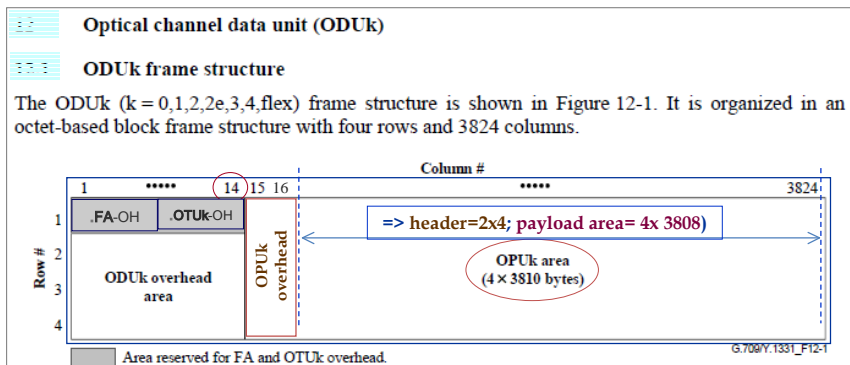 Optical channel data unit (ODUk)
ODUk frame structure
The ODUk (k = 0,1,2,2e,3,4,flex) frame structure is shown in Figure 12-1. It is organized in an
octet-based block frame structure with four rows and 3824 columns.
Column #
1 ••••• 14 15 16 ••••• 3824
Row #
1
2
3
4
.FA-OH
.OTUk-OH
ODUk overhead
area
OPUk
overhead
=> header=2x4; payload area= 4x 3808)
OPUk area
(4 × 3810 bytes)
G.709/Y.1331_F12-1
Area reserved for FA and OTUk overhead.